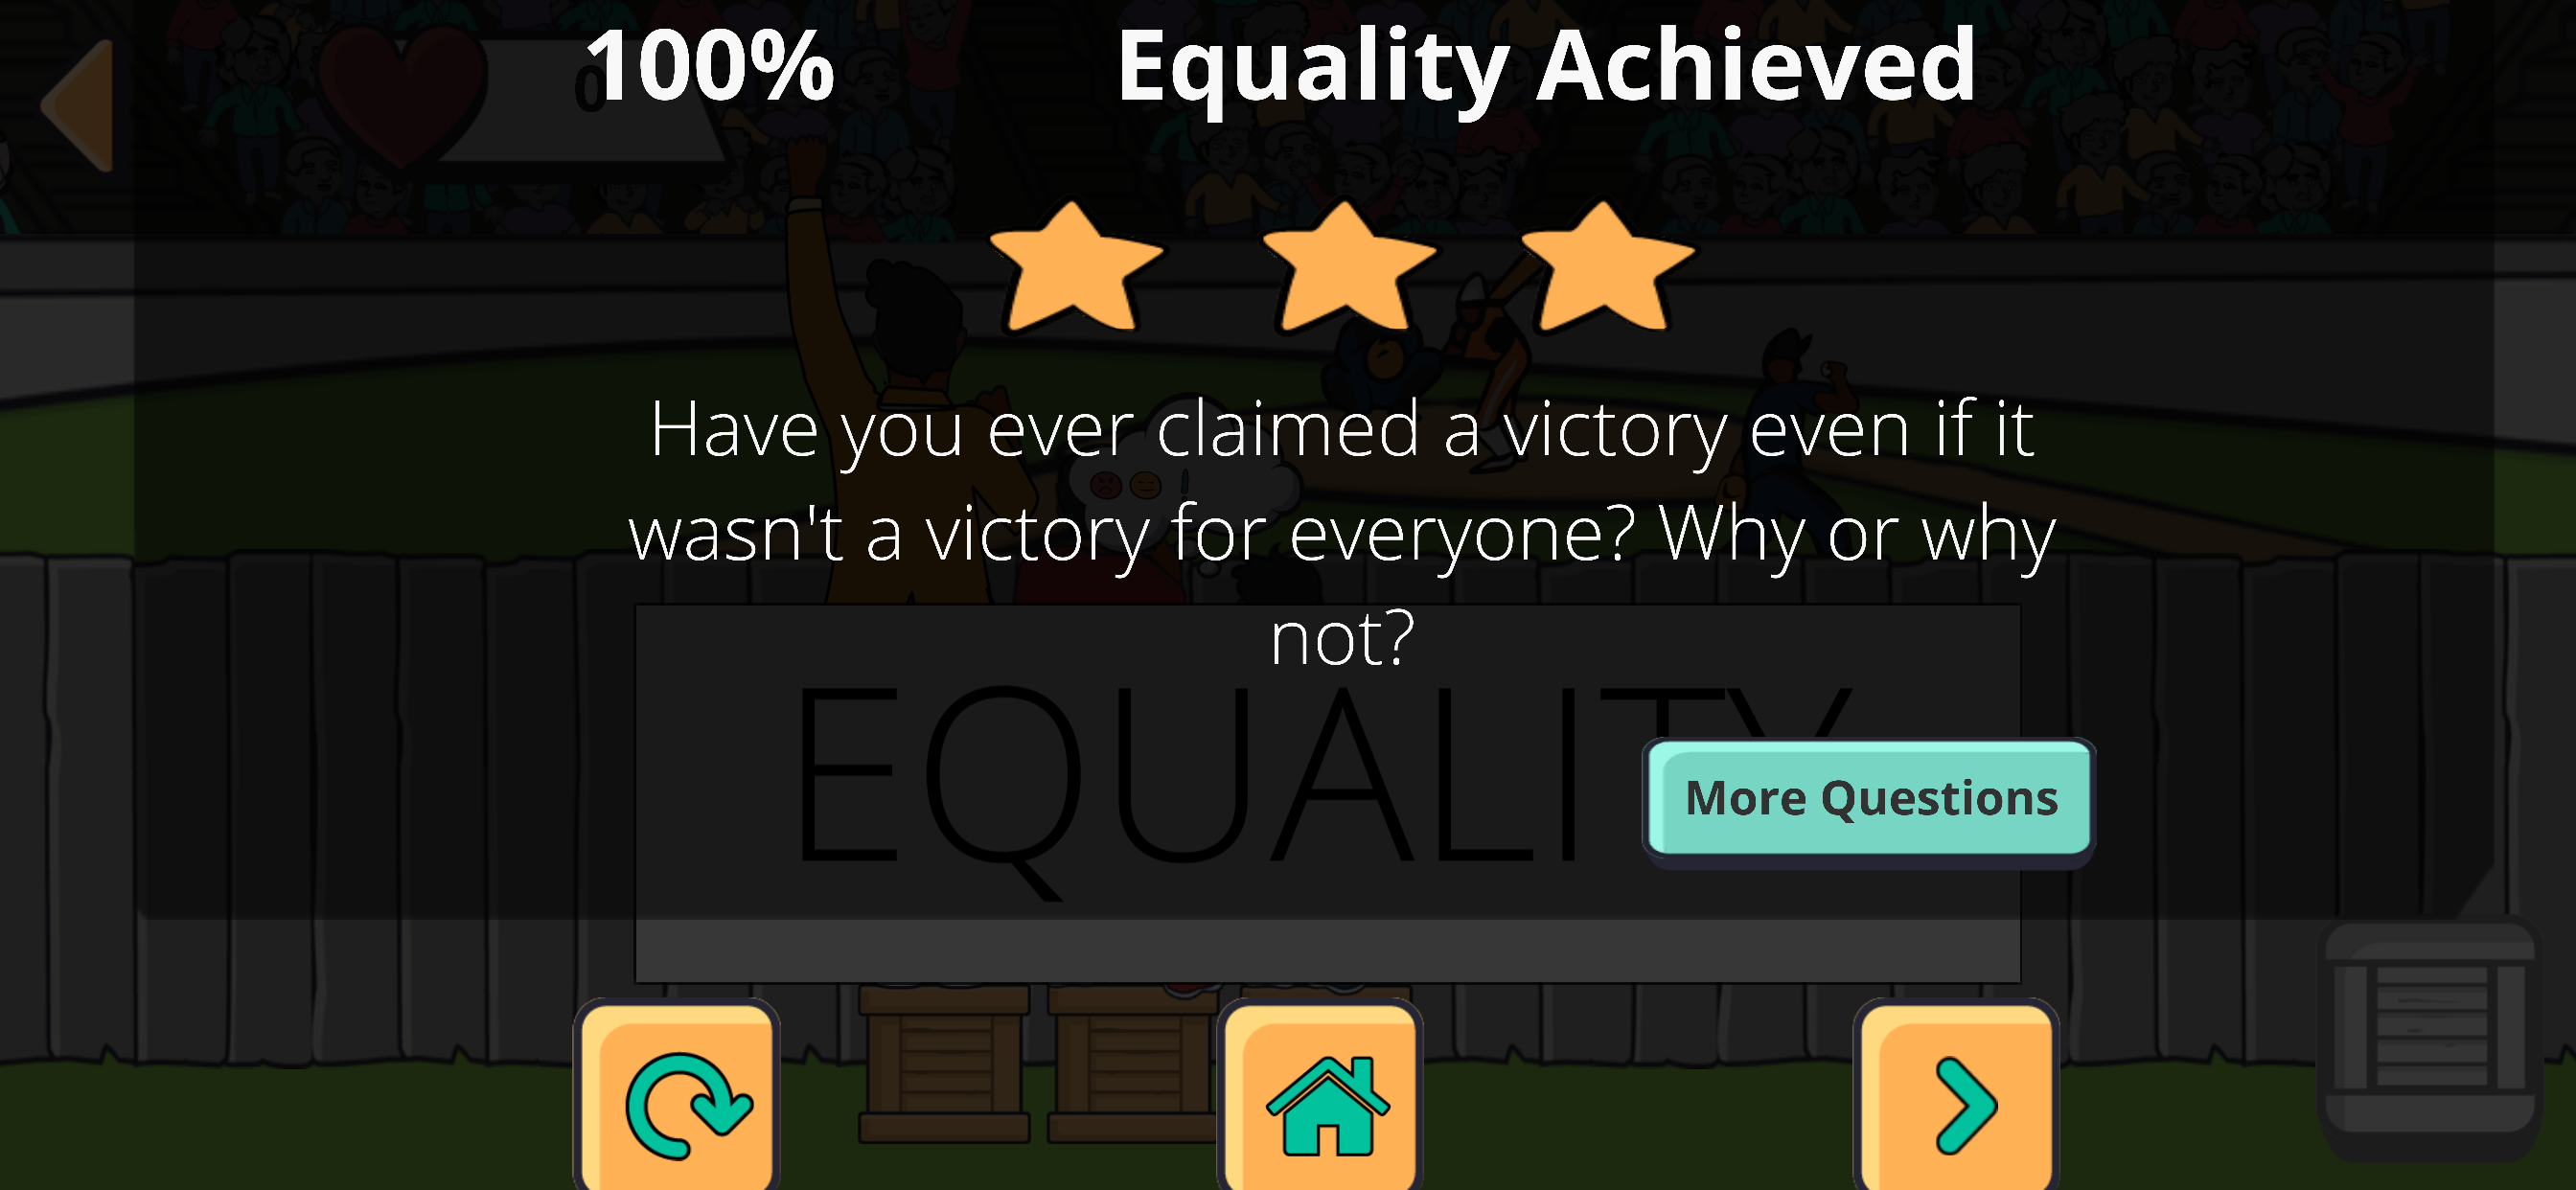 100% Equality Achieved
0
Have you ever claimed a victory even if it
wasn't a victory for everyone? Why or why
not?
EQUALITY
More Questions